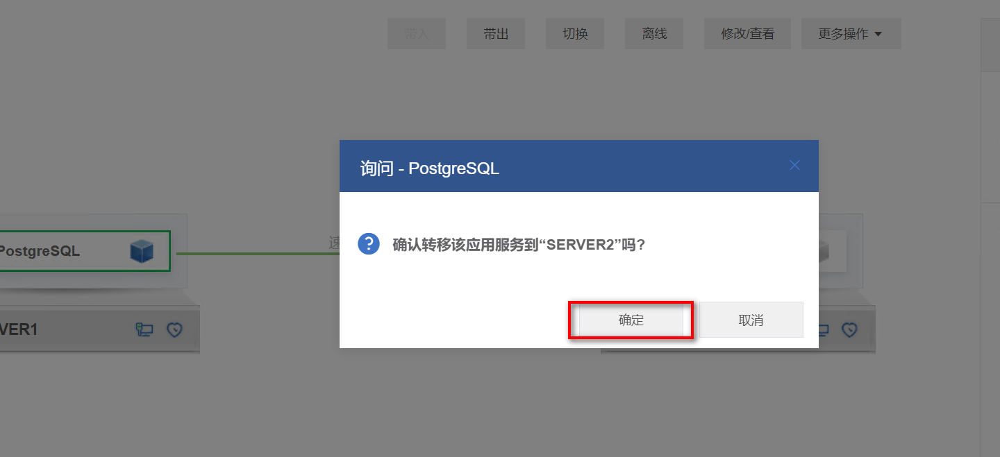 带入
带出
切换
离线
修改/查看
更多操作
询问 - PostgreSQL
确认转移该应用服务到“SERVER2”吗?
确定
取消
PostgreSQL
速
VER1